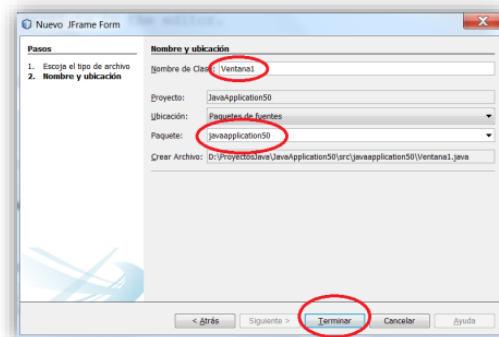 the editor.
Nuevo JFrame Form
Pasos
1. Escoja el tipo de archivo
2. Nombre y ubicación
Nombre y ubicación
Nombre de Clase: Ventana1
Proyecto: JavaApplication50
Ubicación: Paquetes de fuentes
Paquete: javaapplication50
Crear Archivo: D:\ProyectosJava\JavaApplication50\src\javaapplication50\Ventana1.java
< Atrás Siguiente > Terminar Cancelar Ayuda